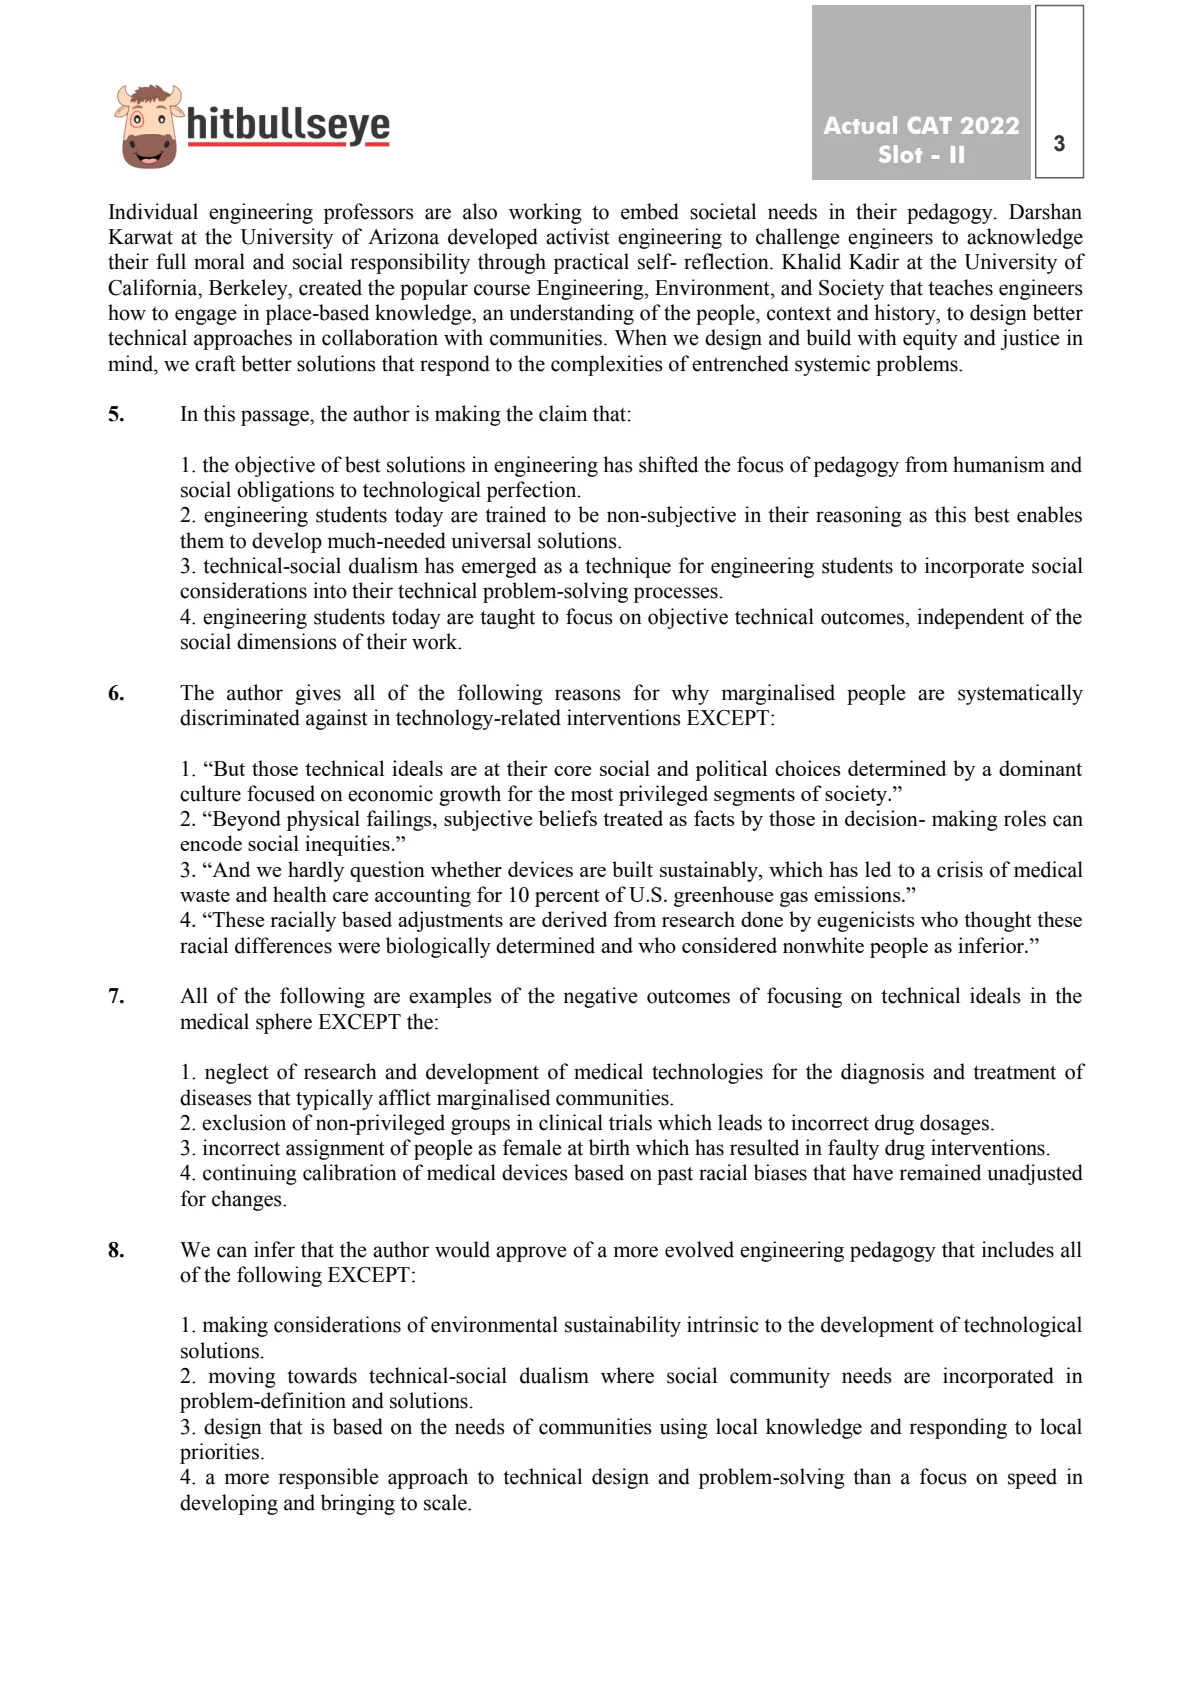 hitbullseye
Actual CAT 2022
Slot - II
3
Individual engineering professors are also working to embed societal needs in their pedagogy. Darshan
Karwat at the University of Arizona developed activist engineering to challenge engineers to acknowledge
their full moral and social responsibility through practical self- reflection. Khalid Kadir at the University of
California, Berkeley, created the popular course Engineering, Environment, and Society that teaches engineers
how to engage in place-based knowledge, an understanding of the people, context and history, to design better
technical approaches in collaboration with communities. When we design and build with equity and justice in
mind, we craft better solutions that respond to the complexities of entrenched systemic problems.
5. In this passage, the author is making the claim that:
1. the objective of best solutions in engineering has shifted the focus of pedagogy from humanism and
social obligations to technological perfection.
2. engineering students today are trained to be non-subjective in their reasoning as this best enables
them to develop much-needed universal solutions.
3. technical-social dualism has emerged as a technique for engineering students to incorporate social
considerations into their technical problem-solving processes.
4. engineering students today are taught to focus on objective technical outcomes, independent of the
social dimensions of their work.
6. The author gives all of the following reasons for why marginalised people are systematically
discriminated against in technology-related interventions EXCEPT:
1. “But those technical ideals are at their core social and political choices determined by a dominant
culture focused on economic growth for the most privileged segments of society.”
2. “Beyond physical failings, subjective beliefs treated as facts by those in decision- making roles can
encode social inequities.”
3. “And we hardly question whether devices are built sustainably, which has led to a crisis of medical
waste and health care accounting for 10 percent of U.S. greenhouse gas emissions.”
4. “These racially based adjustments are derived from research done by eugenicists who thought these
racial differences were biologically determined and who considered nonwhite people as inferior.”
7. All of the following are examples of the negative outcomes of focusing on technical ideals in the
medical sphere EXCEPT the:
1. neglect of research and development of medical technologies for the diagnosis and treatment of
diseases that typically afflict marginalised communities.
2. exclusion of non-privileged groups in clinical trials which leads to incorrect drug dosages.
3. incorrect assignment of people as female at birth which has resulted in faulty drug interventions.
4. continuing calibration of medical devices based on past racial biases that have remained unadjusted
for changes.
8. We can infer that the author would approve of a more evolved engineering pedagogy that includes all
of the following EXCEPT:
1. making considerations of environmental sustainability intrinsic to the development of technological
solutions.
2. moving towards technical-social dualism where social community needs are incorporated in
problem-definition and solutions.
3. design that is based on the needs of communities using local knowledge and responding to local
priorities.
4. a more responsible approach to technical design and problem-solving than a focus on speed in
developing and bringing to scale.